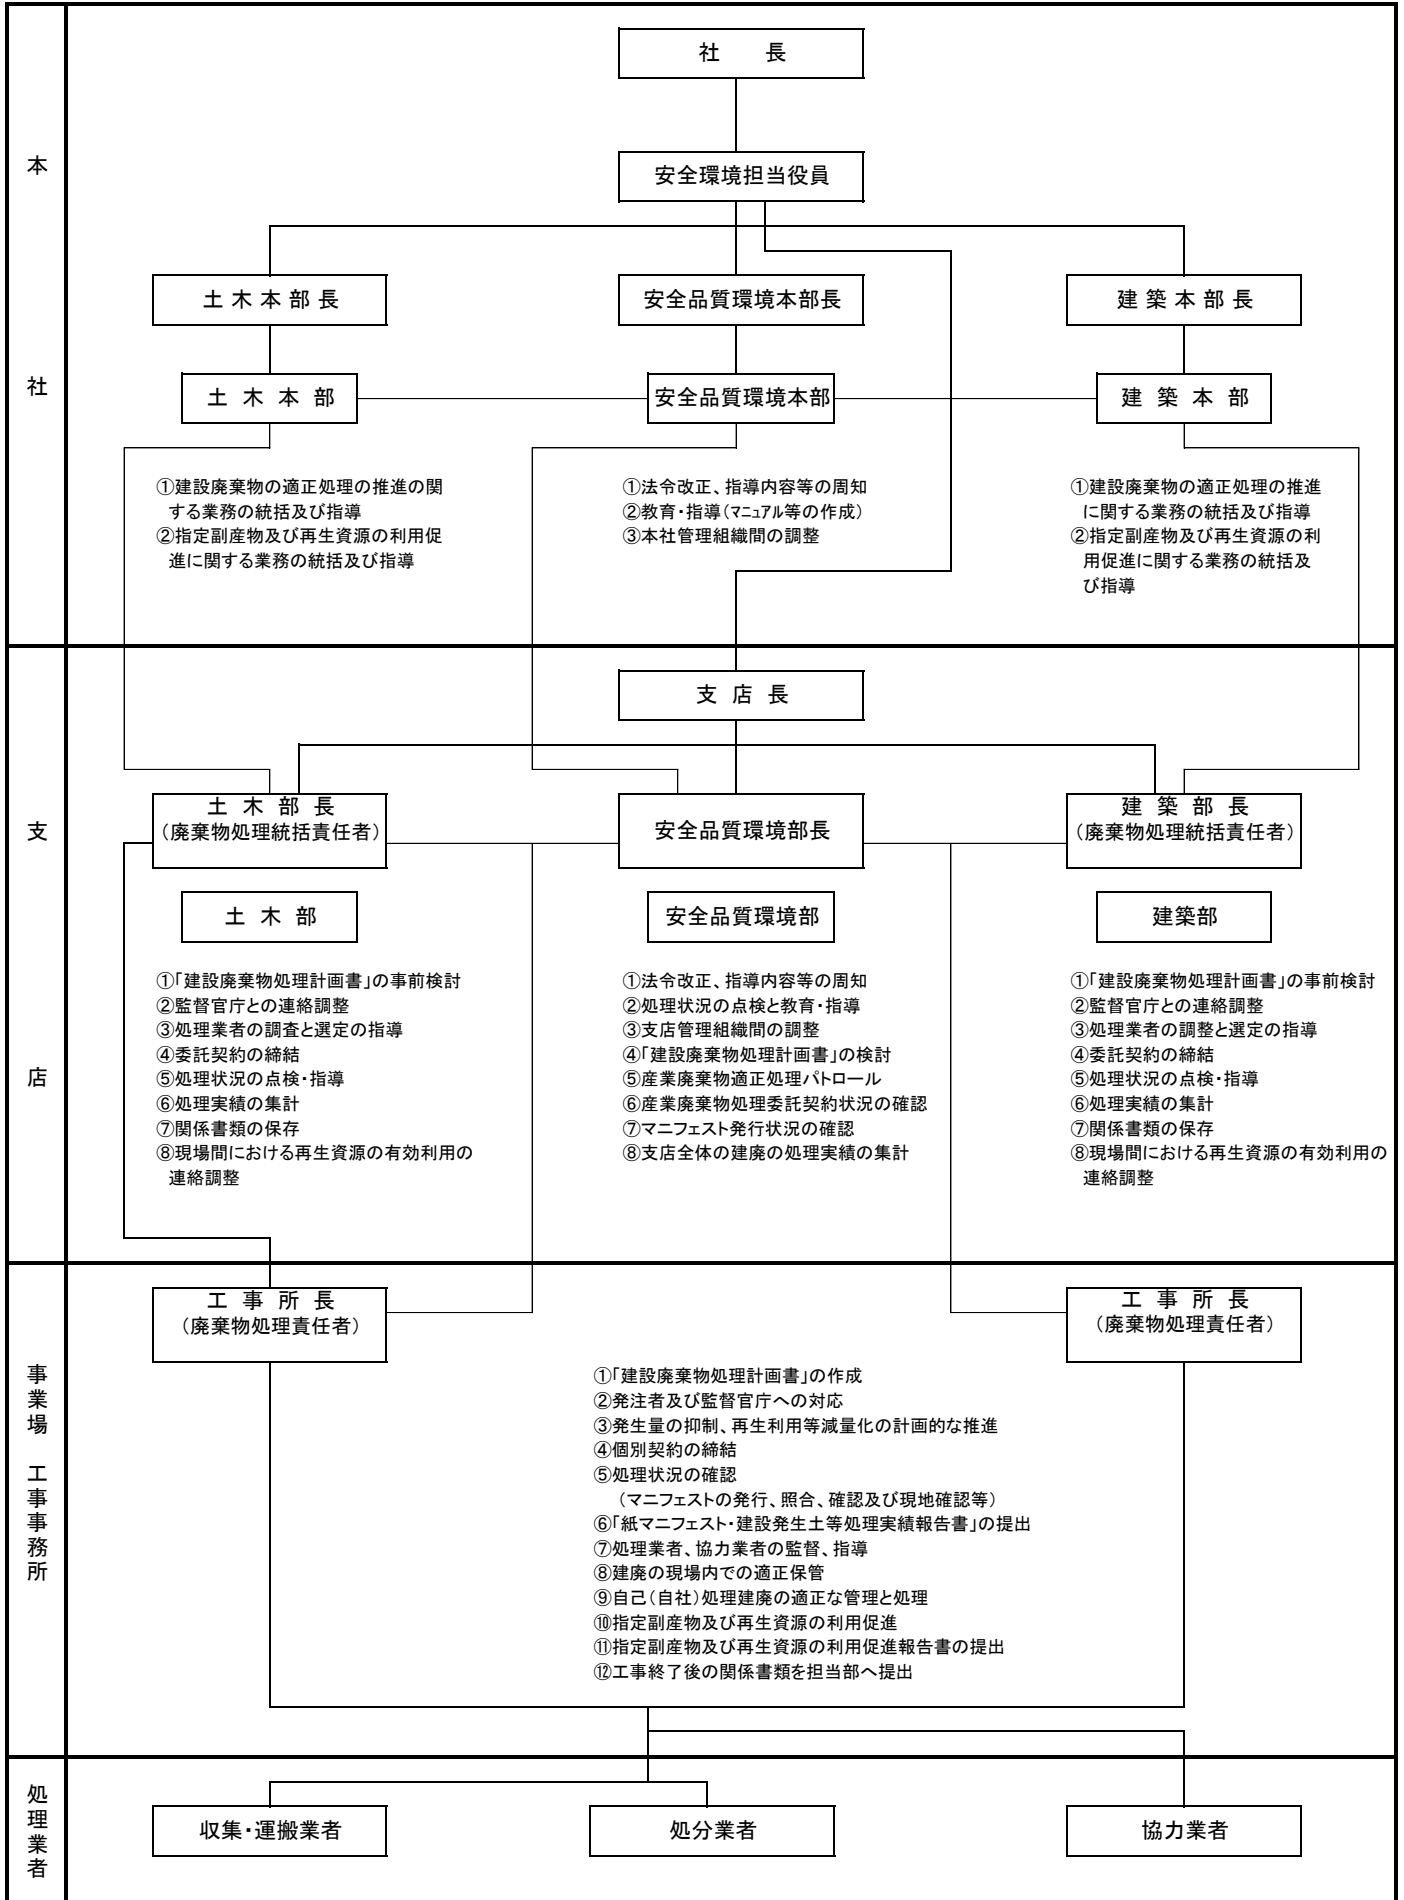 本社
社　　長
安全環境担当役員
土 木 本 部 長
安全品質環境本部長
建 築 本 部 長
土 木 本 部
安全品質環境本部
建 築 本 部
①建設廃棄物の適正処理の推進の関
する業務の統括及び指導
②指定副産物及び再生資源の利用促
進に関する業務の統括及び指導
①法令改正、指導内容等の周知
②教育・指導(マニュアル等の作成)
③本社管理組織間の調整
①建設廃棄物の適正処理の推進
に関する業務の統括及び指導
②指定副産物及び再生資源の利
用促進に関する業務の統括及
び指導
支店
支 店 長
土 木 部 長
(廃棄物処理統括責任者)
安全品質環境部長
建 築 部 長
(廃棄物処理統括責任者)
土 木 部
安全品質環境部
建築部
①「建設廃棄物処理計画書」の事前検討
②監督官庁との連絡調整
③処理業者の調査と選定の指導
④委託契約の締結
⑤処理状況の点検・指導
⑥処理実績の集計
⑦関係書類の保存
⑧現場間における再生資源の有効利用の
連絡調整
①法令改正、指導内容等の周知
②処理状況の点検と教育・指導
③支店管理組織間の調整
④「建設廃棄物処理計画書」の検討
⑤産業廃棄物適正処理パトロール
⑥産業廃棄物処理委託契約状況の確認
⑦マニフェスト発行状況の確認
⑧支店全体の建廃の処理実績の集計
①「建設廃棄物処理計画書」の事前検討
②監督官庁との連絡調整
③処理業者の調整と選定の指導
④委託契約の締結
⑤処理状況の点検・指導
⑥処理実績の集計
⑦関係書類の保存
⑧現場間における再生資源の有効利用の
連絡調整
事業場　工事事務所
工 事 所 長
(廃棄物処理責任者)
工 事 所 長
(廃棄物処理責任者)
①「建設廃棄物処理計画書」の作成
②発注者及び監督官庁への対応
③発生量の抑制、再生利用等減量化の計画的な推進
④個別契約の締結
⑤処理状況の確認
(マニフェストの発行、照合、確認及び現地確認等)
⑥「紙マニフェスト・建設発生土等処理実績報告書」の提出
⑦処理業者、協力業者の監督、指導
⑧建廃の現場内での適正保管
⑨自己(自社)処理建廃の適正な管理と処理
⑩指定副産物及び再生資源の利用促進
⑪指定副産物及び再生資源の利用促進報告書の提出
⑫工事終了後の関係書類を担当部へ提出
処理業者
収集・運搬業者
処分業者
協力業者